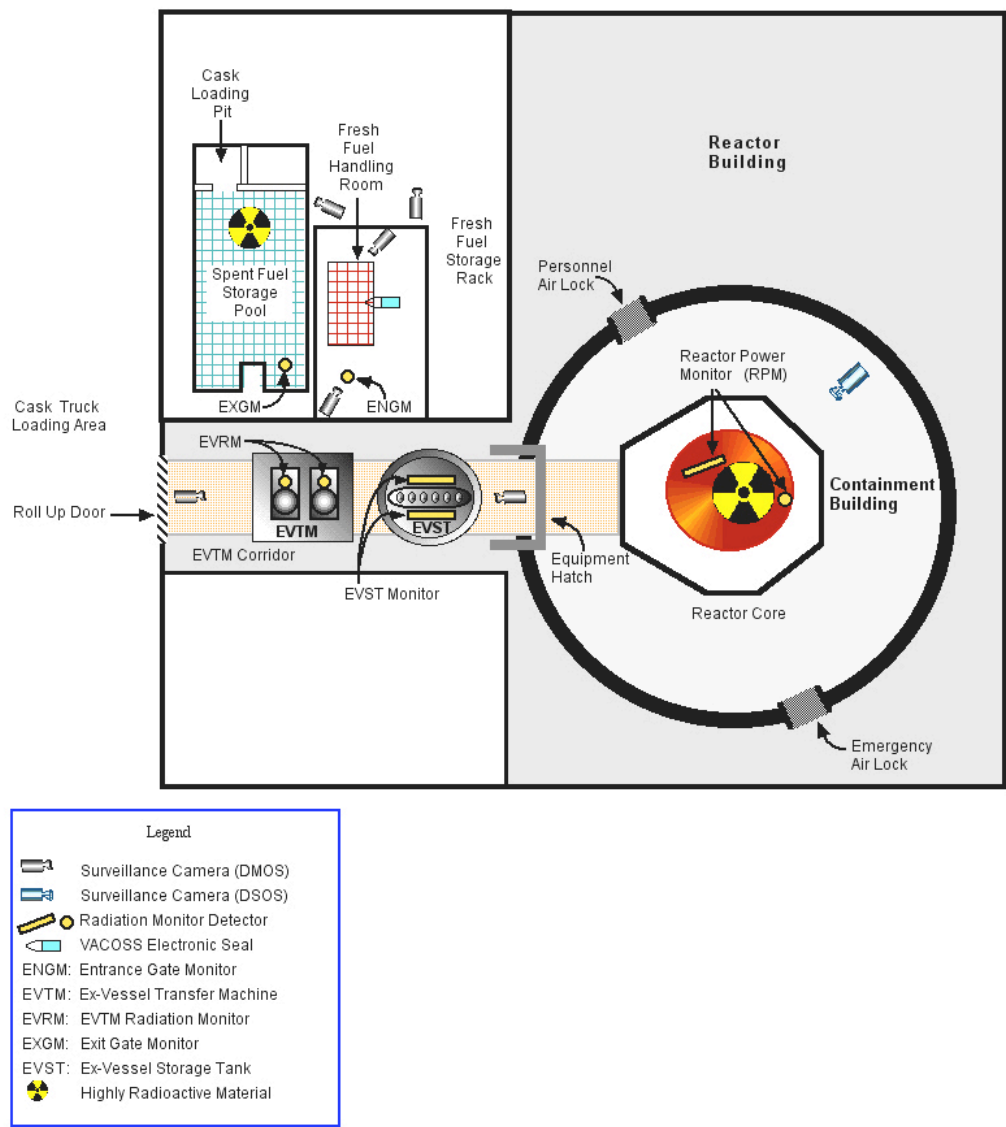 Cask
Loading
Pit
Fresh
Fuel
Handling
Room
Reactor
Building
Fresh
Fuel
Storage
Rack
Spent Fuel
Storage
Pool
Personnel
Air Lock
Reactor Power
Monitor (RPM)
EXGM
ENGM
Cask Truck
Loading Area
EVRM
Roll Up Door
EVTM
EVST
EVTM Corridor
EVST Monitor
Equipment
Hatch
Containment
Building
Reactor Core
Emergency
Air Lock
Legend
Surveillance Camera (DMOS)
Surveillance Camera (DSOS)
Radiation Monitor Detector
VACOSS Electronic Seal
ENGM: Entrance Gate Monitor
EVTM: Ex-Vessel Transfer Machine
EVRM: EVTM Radiation Monitor
EXGM: Exit Gate Monitor
EVST: Ex-Vessel Storage Tank
Highly Radioactive Material